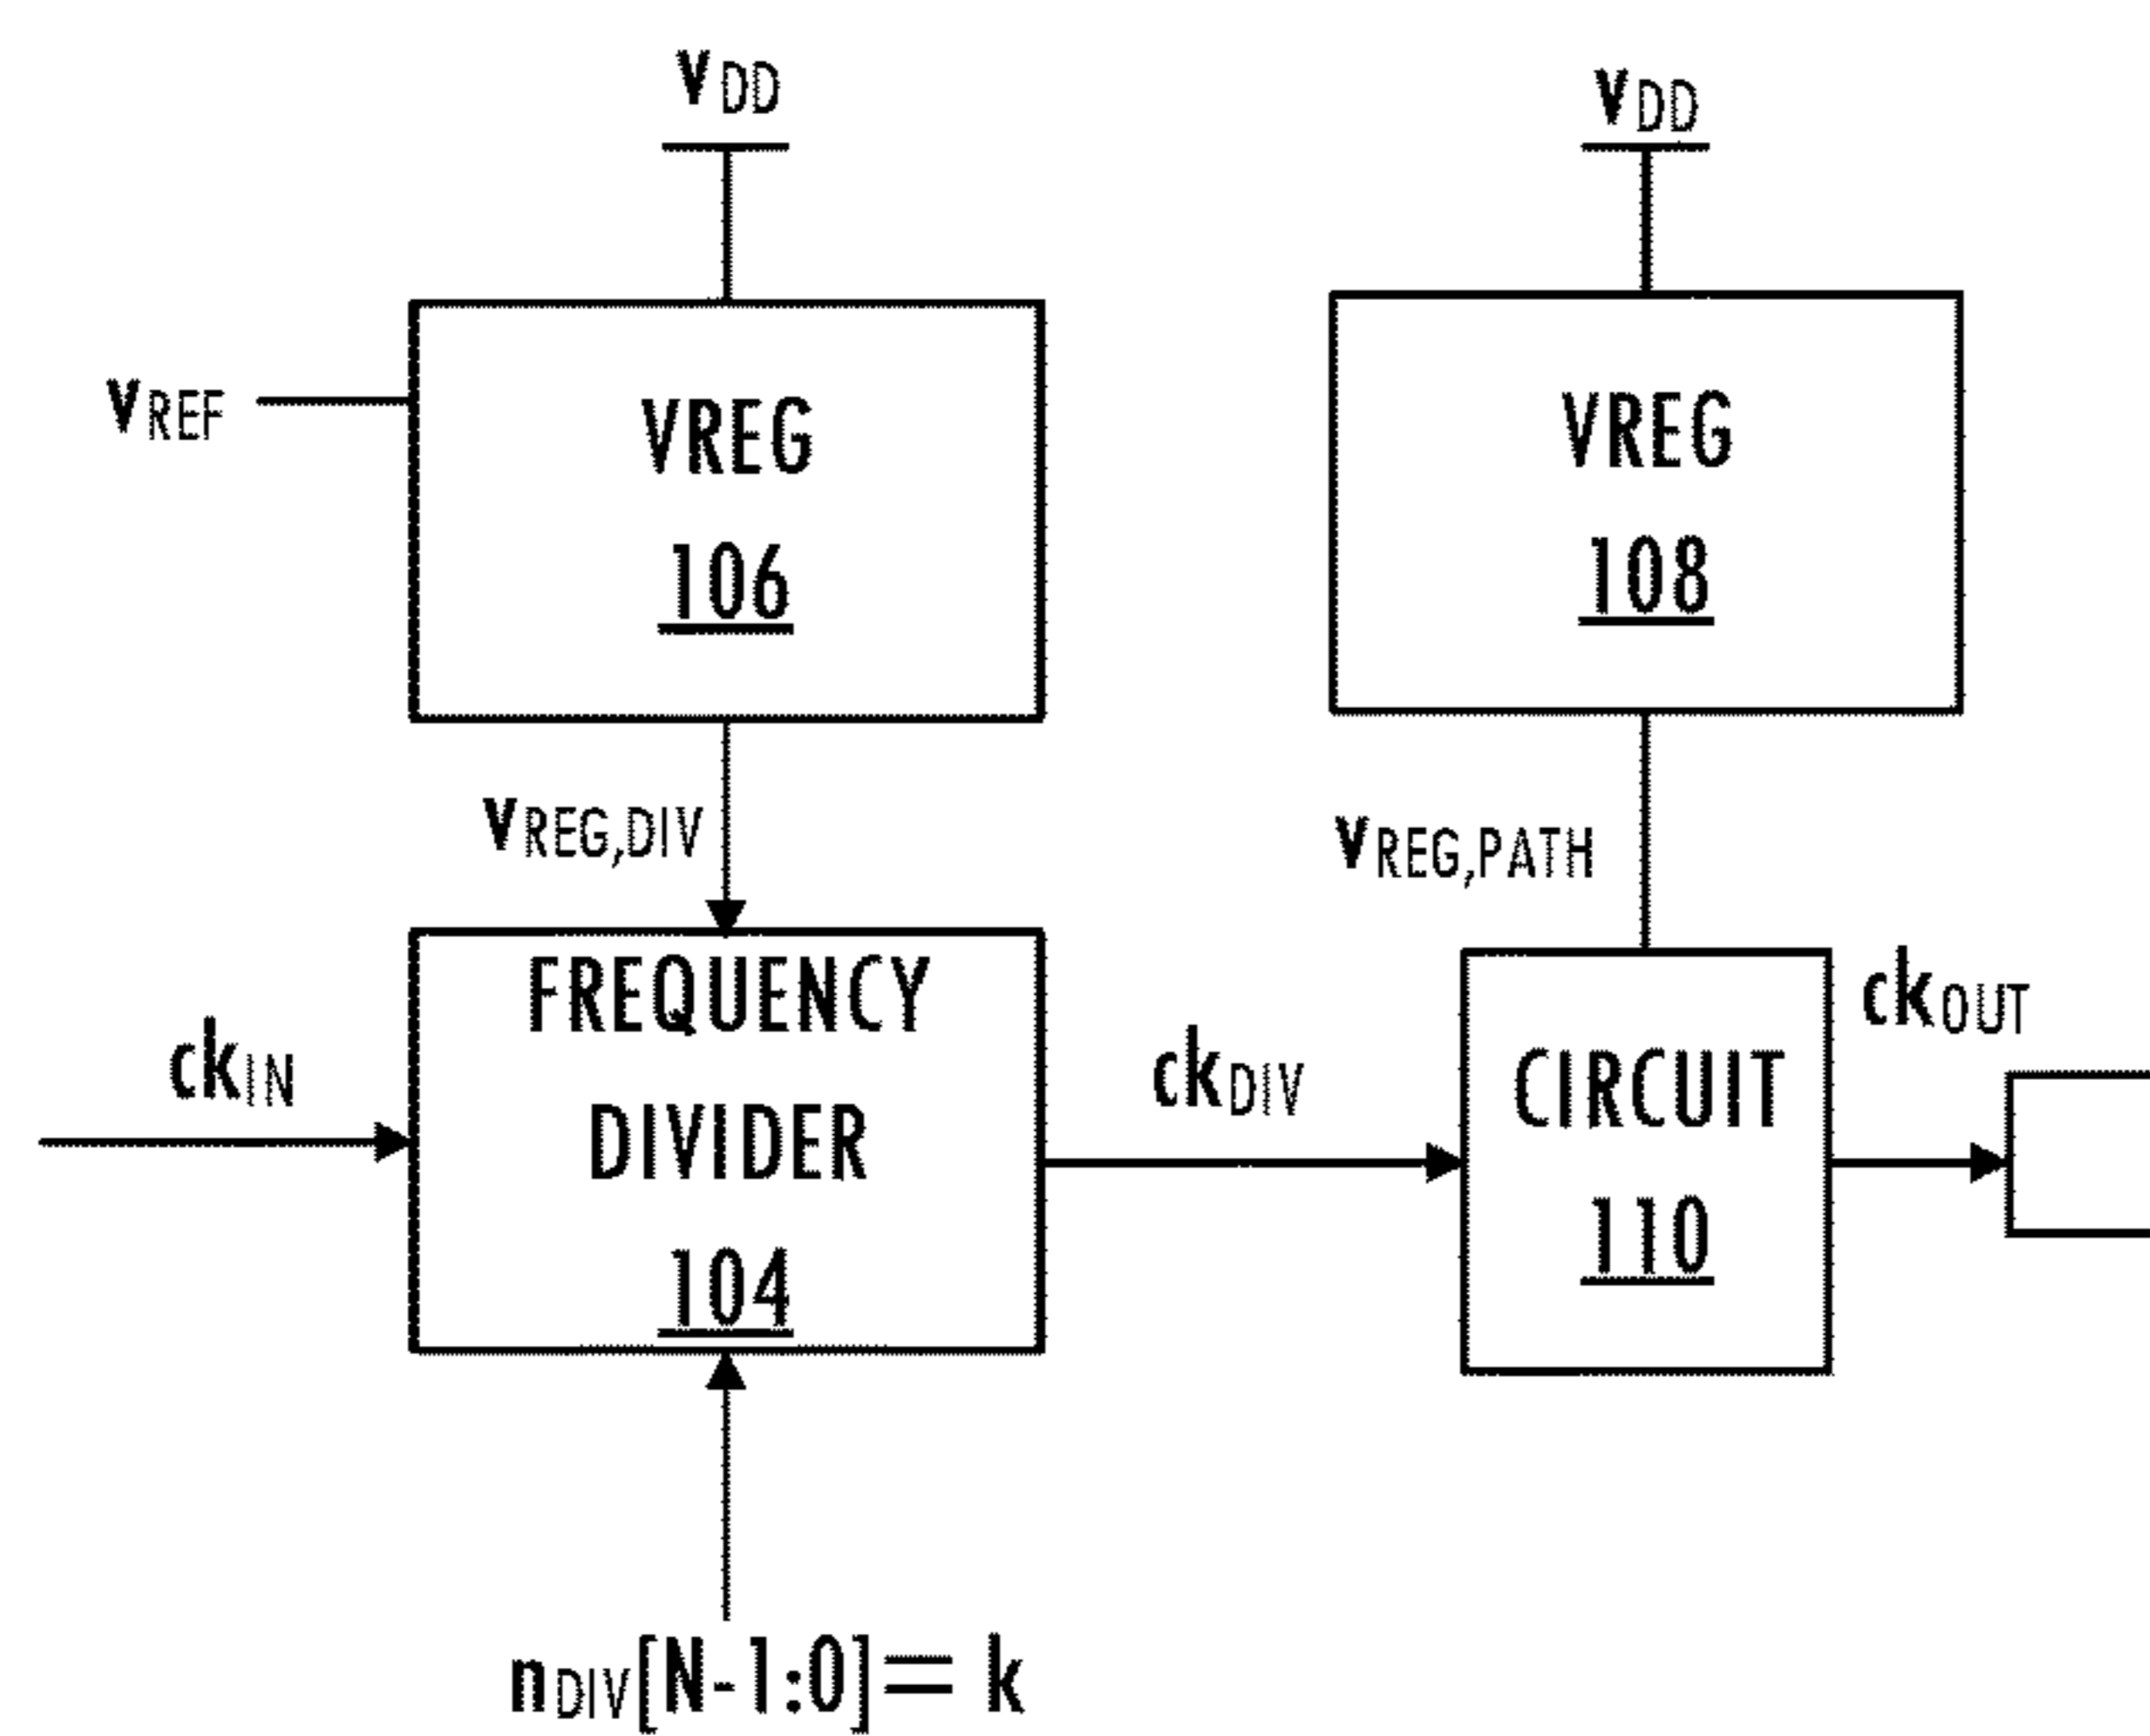 vDD
vDD
vREF
VREG
106
VREG
108
vREG,DIV
vREG,PATH
ckIN
FREQUENCY
DIVIDER
104
ckDIV
CIRCUIT
110
ckOUT
nDIV[N-1:0]= k